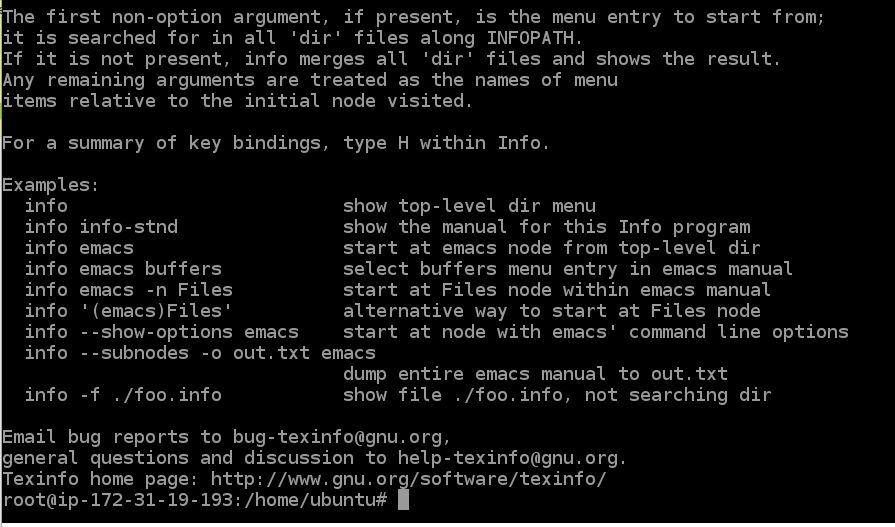 The first non-option argument, if present, is the menu entry to start from;
it is searched for in all 'dir' files along INFOPATH.
If it is not present, info merges all 'dir' files and shows the result.
Any remaining arguments are treated as the names of menu
items relative to the initial node visited.

For a summary of key bindings, type H within Info.

Examples:
  info                         show top-level dir menu
  info info-stnd               show the manual for this Info program
  info emacs                   start at emacs node from top-level dir
  info emacs buffers           select buffers menu entry in emacs manual
  info emacs -n Files          start at Files node within emacs manual
  info '(emacs)Files'          alternative way to start at Files node
  info --show-options emacs    start at node with emacs' command line options
  info --subnodes -o out.txt emacs
                               dump entire emacs manual to out.txt
  info -f ./foo.info           show file ./foo.info, not searching dir

Email bug reports to bug-texinfo@gnu.org,
general questions and discussion to help-texinfo@gnu.org.
Texinfo home page: http://www.gnu.org/software/texinfo/
root@ip-172-31-19-193:/home/ubuntu#